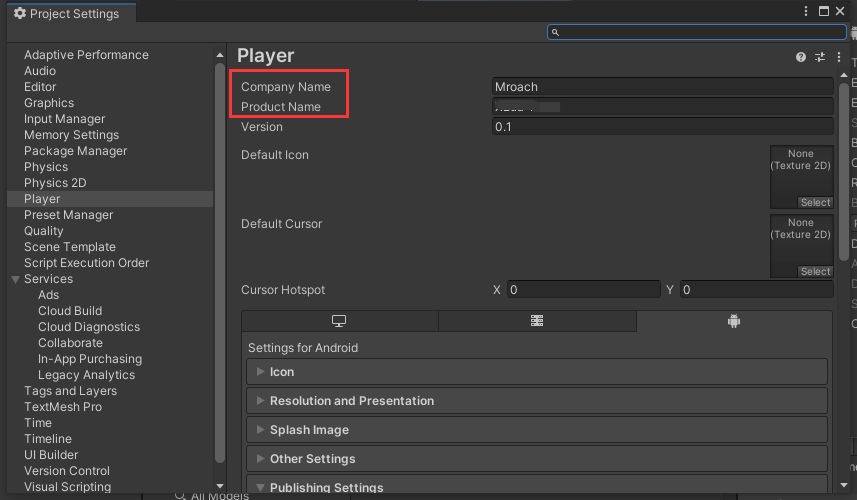 Project Settings
Adaptive Performance
Audio
Editor
Graphics
Input Manager
Memory Settings
Package Manager
Physics
Physics 2D
Player
Preset Manager
Quality
Scene Template
Script Execution Order
Services
Ads
Cloud Build
Cloud Diagnostics
Collaborate
In-App Purchasing
Legacy Analytics
Tags and Layers
TextMesh Pro
Time
Timeline
UI Builder
Version Control
Visual Scripting
Player
Company Name Mroach
Product Name
Version 0.1
Default Icon
None
(Texture 2D)
Select
Default Cursor
None
(Texture 2D)
Select
Cursor Hotspot X 0 Y 0
Settings for Android
Icon
Resolution and Presentation
Splash Image
Other Settings
Publishing Settings
All Models